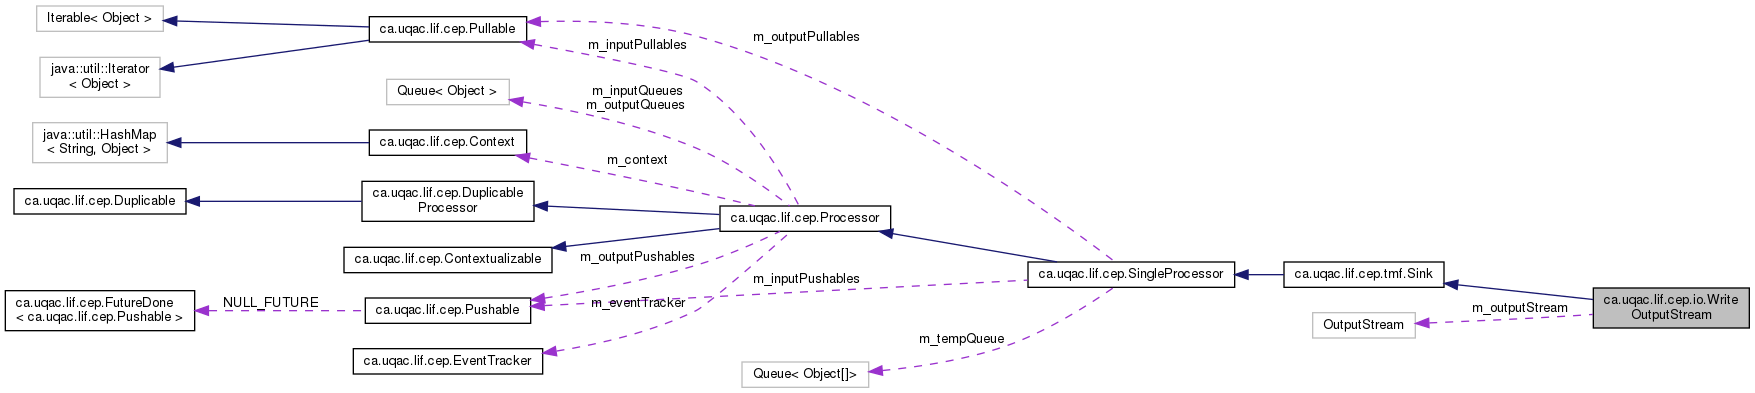 Iterable< Object >
ca.uqac.lif.cep.Pullable
m_outputPullables
m_inputPullables
java::util::Iterator
< Object >
Queue< Object >
m_inputQueues
m_outputQueues
java::util::HashMap
< String, Object >
ca.uqac.lif.cep.Context
m_context
ca.uqac.lif.cep.Duplicable
ca.uqac.lif.cep.Duplicable
Processor
ca.uqac.lif.cep.Processor
ca.uqac.lif.cep.Contextualizable
m_outputPushables
m_inputPushables
ca.uqac.lif.cep.SingleProcessor
ca.uqac.lif.cep.tmf.Sink
ca.uqac.lif.cep.FutureDone
< ca.uqac.lif.cep.Pushable >
NULL_FUTURE
ca.uqac.lif.cep.Pushable
m_eventTracker
ca.uqac.lif.cep.io.Write
OutputStream
m_outputStream
OutputStream
m_tempQueue
ca.uqac.lif.cep.EventTracker
Queue< Object[]>